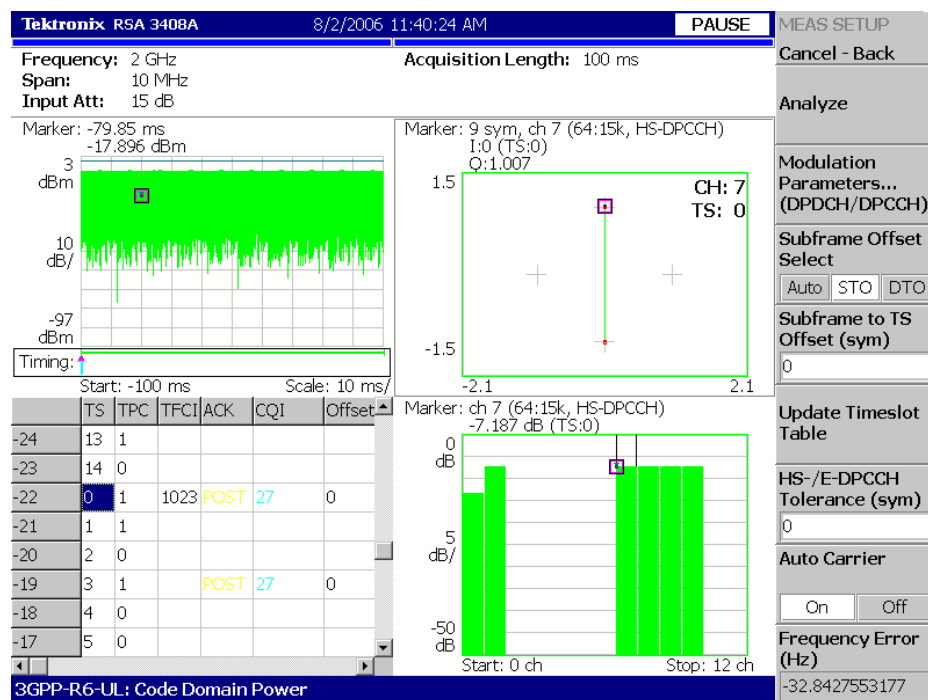 Tektronix RSA 3408A 8/2/2006 11:40:24 AM PAUSE
Frequency: 2 GHz
Span: 10 MHz
Input Att: 15 dB
Acquisition Length: 100 ms
Marker: -79.85 ms
-17.896 dBm
3
dBm
10
dB/
-97
dBm
Timing:
Start: -100 ms Scale: 10 ms/
Marker: 9 sym, ch 7 (64:15k, HS-DPCCH)
I:0 (TS:0)
Q:1.007
1.5
CH: 7
TS: 0
-1.5
-2.1 2.1
TS TPC TFCI ACK CQI Offset
-24 13 1
-23 14 0
-22 0 1 1023 POST 27 0
-21 1 1
-20 2 0
-19 3 1 POST 27 0
-18 4 0
-17 5 0
Marker: ch 7 (64:15k, HS-DPCCH)
-7.187 dB (TS:0)
0
dB
5
dB/
-50
dB
Start: 0 ch Stop: 12 ch
3GPP-R6-UL: Code Domain Power
MEAS SETUP
Cancel - Back
Analyze
Modulation
Parameters...
(DPDCH/DPCCH)
Subframe Offset
Select
Auto STO DTO
Subframe to TS
Offset (sym)
0
Update Timeslot
Table
HS-/E-DPCCH
Tolerance (sym)
0
Auto Carrier
On Off
Frequency Error
(Hz)
-32.8427553177